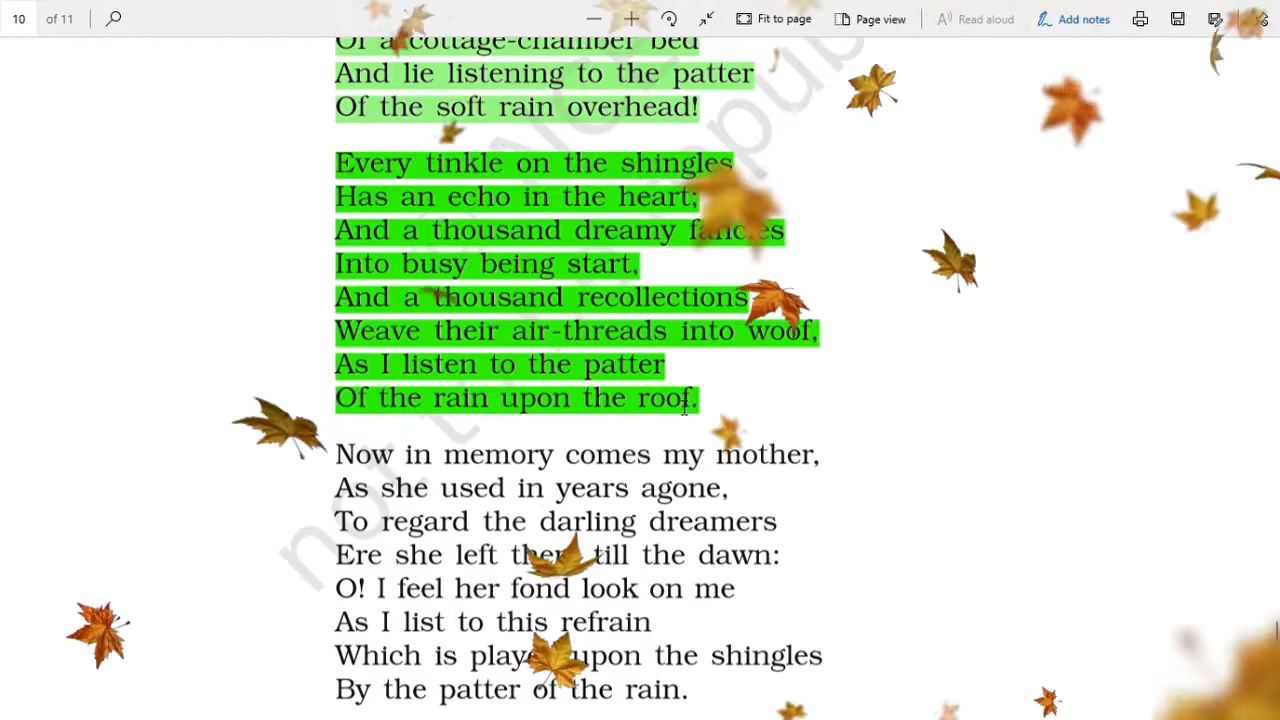 10 of 11 Fit to page Page view Read aloud Add notes
Of a cottage-chamber bed
And lie listening to the patter
Of the soft rain overhead!
Every tinkle on the shingles
Has an echo in the heart;
And a thousand dreamy fancies
Into busy being start,
And a thousand recollections
Weave their air-threads into woof,
As I listen to the patter
Of the rain upon the roof.
Now in memory comes my mother,
As she used in years agone,
To regard the darling dreamers
Ere she left them till the dawn:
O! I feel her fond look on me
As I list to this refrain
Which is played upon the shingles
By the patter of the rain.